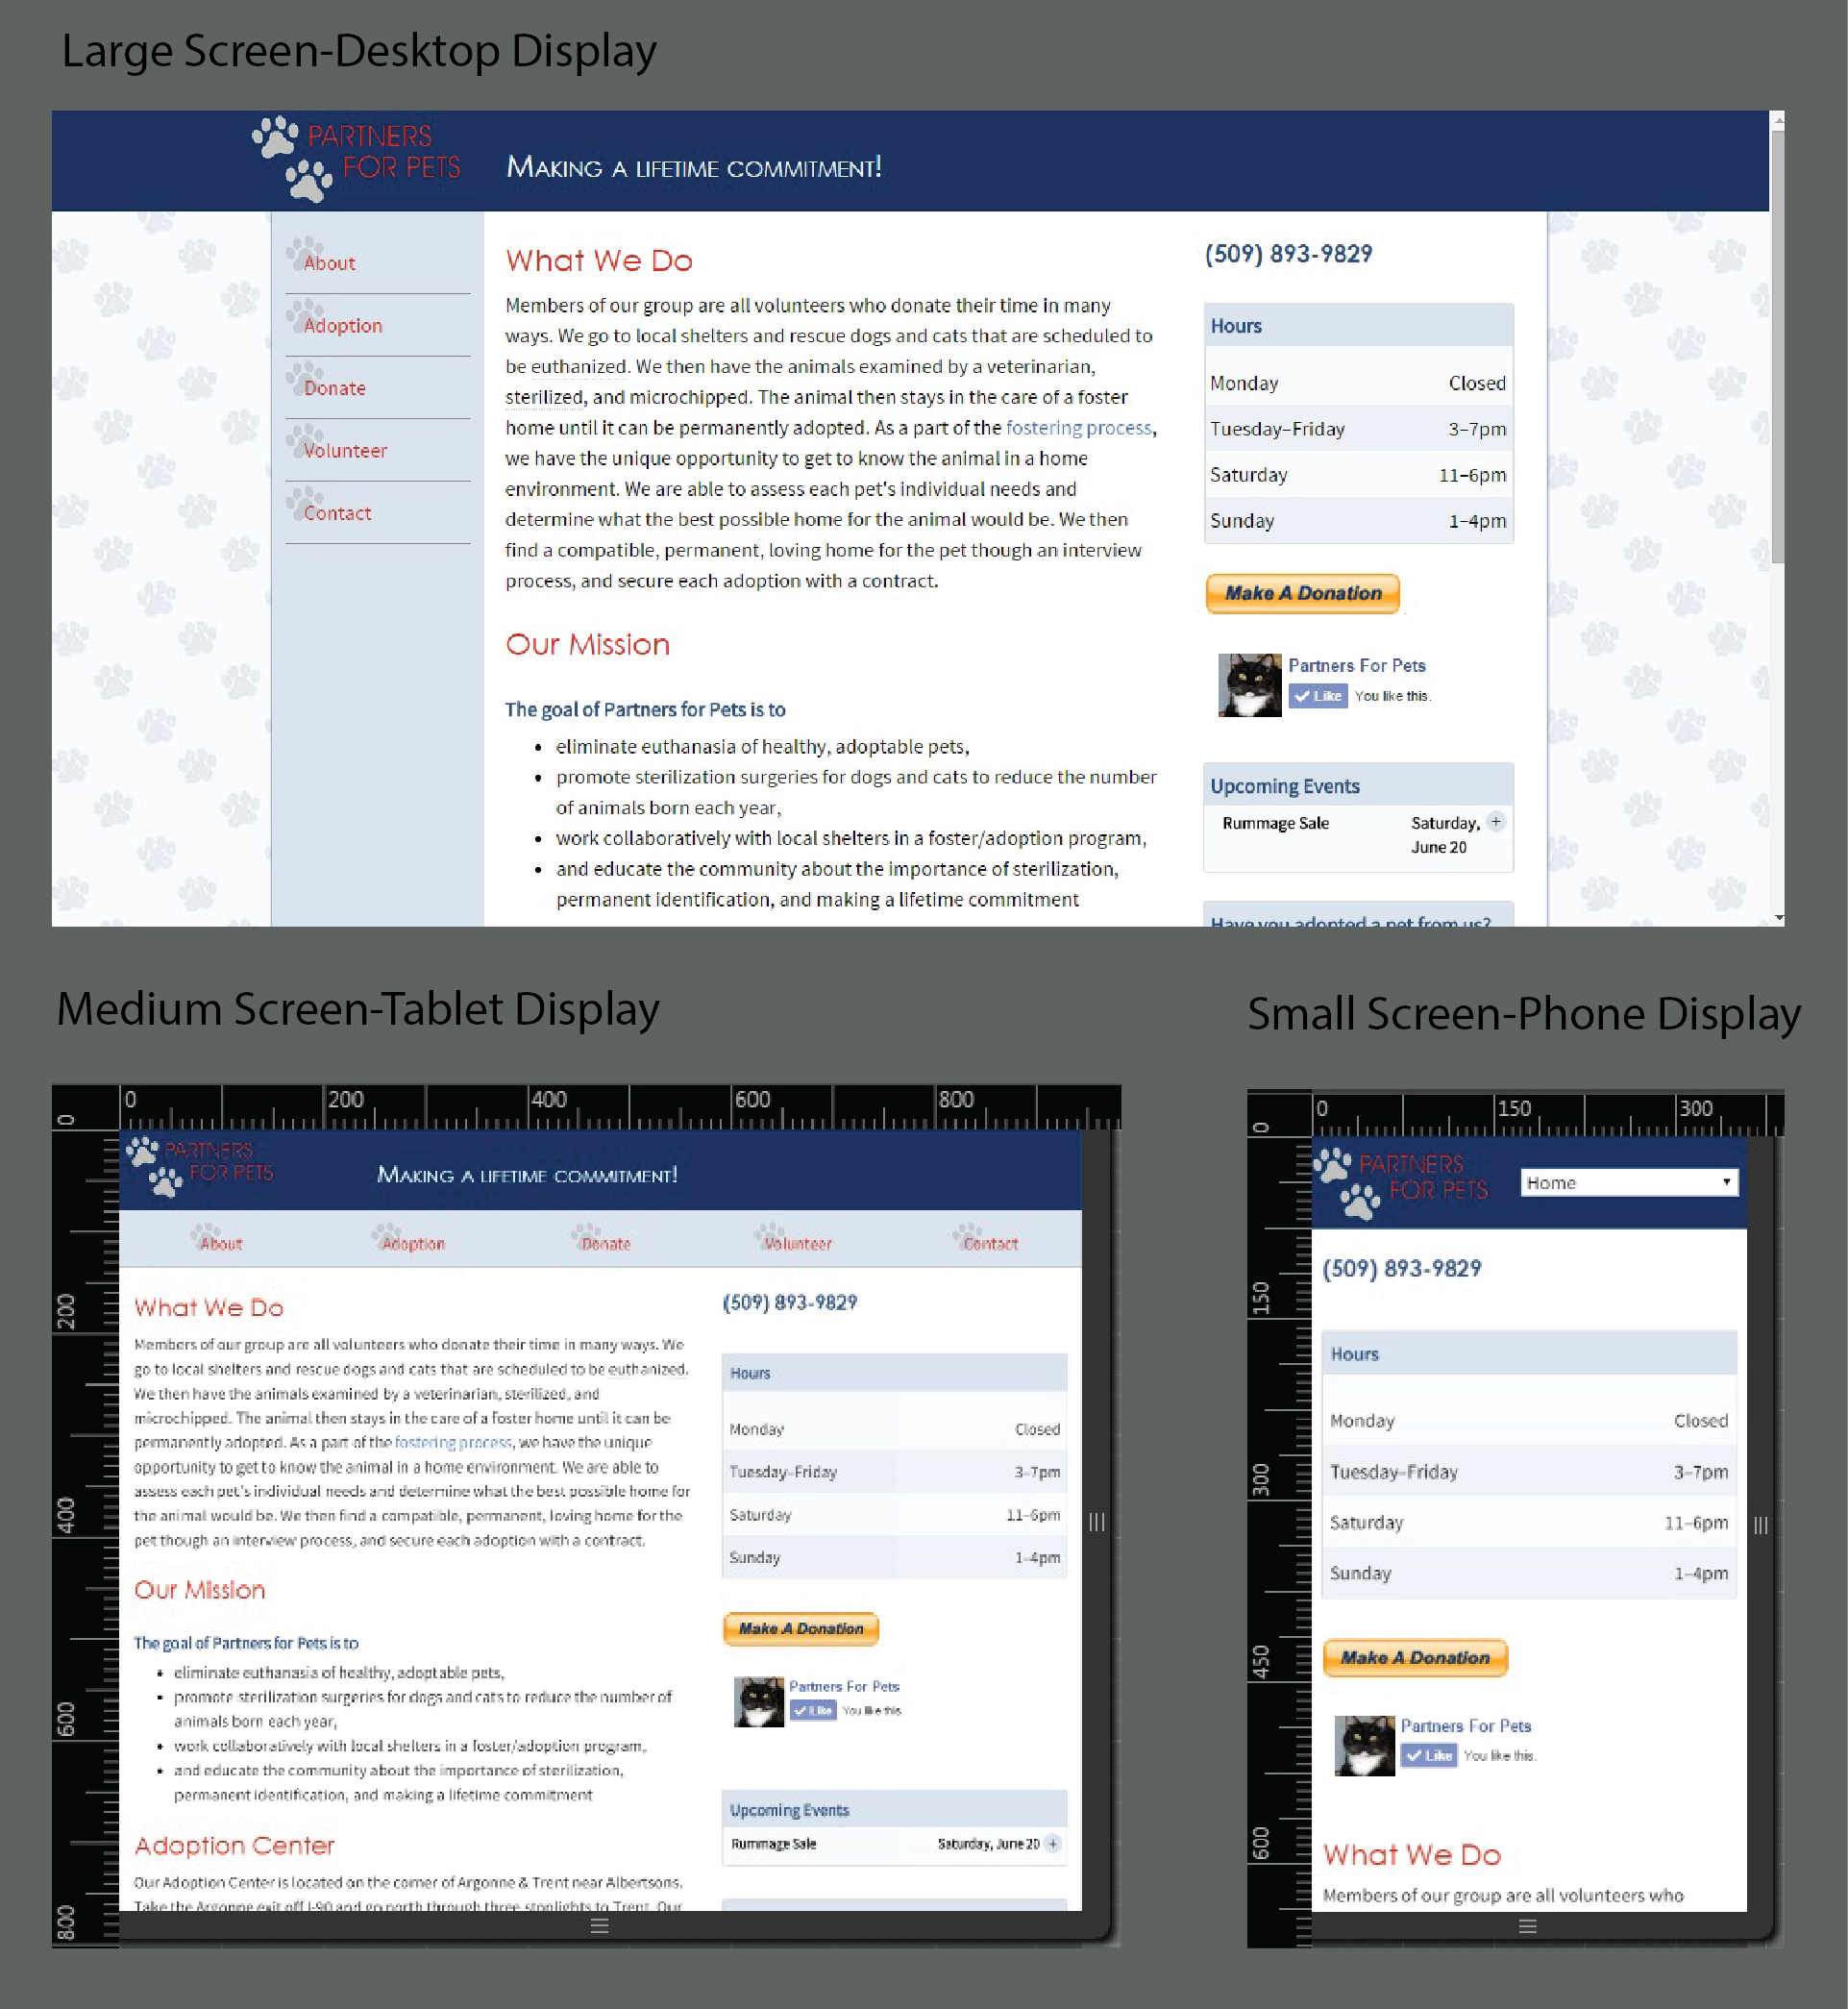 Large Screen-Desktop Display
PARTNERS
FOR PETS
Making a lifetime commitment!
About
Adoption
Donate
Volunteer
Contact
What We Do
Members of our group are all volunteers who donate their time in many
ways. We go to local shelters and rescue dogs and cats that are scheduled to
be euthanized. We then have the animals examined by a veterinarian,
sterilized, and microchipped. The animal then stays in the care of a foster
home until it can be permanently adopted. As a part of the fostering process,
we have the unique opportunity to get to know the animal in a home
environment. We are able to assess each pet's individual needs and
determine what the best possible home for the animal would be. We then
find a compatible, permanent, loving home for the pet though an interview
process, and secure each adoption with a contract.
Our Mission
The goal of Partners for Pets is to
• eliminate euthanasia of healthy, adoptable pets,
• promote sterilization surgeries for dogs and cats to reduce the number
of animals born each year,
• work collaboratively with local shelters in a foster/adoption program,
• and educate the community about the importance of sterilization,
permanent identification, and making a lifetime commitment
(509) 893-9829
Hours
Monday Closed
Tuesday–Friday 3–7pm
Saturday 11–6pm
Sunday 1–4pm
Make A Donation
Partners For Pets
Like You like this.
Upcoming Events
Rummage Sale Saturday, +
June 20
Have you adopted a pet from us?
Medium Screen-Tablet Display
0 200 400 600 800
0
200
400
600
800
PARTNERS
FOR PETS
Making a lifetime commitment!
About Adoption Donate Volunteer Contact
What We Do
Members of our group are all volunteers who donate their time in many ways. We
go to local shelters and rescue dogs and cats that are scheduled to be euthanized.
We then have the animals examined by a veterinarian, sterilized, and
microchipped. The animal then stays in the care of a foster home until it can be
permanently adopted. As a part of the fostering process, we have the unique
opportunity to get to know the animal in a home environment. We are able to
assess each pet's individual needs and determine what the best possible home for
the animal would be. We then find a compatible, permanent, loving home for the
pet though an interview process, and secure each adoption with a contract.
Our Mission
The goal of Partners for Pets is to
• eliminate euthanasia of healthy, adoptable pets,
• promote sterilization surgeries for dogs and cats to reduce the number of
animals born each year,
• work collaboratively with local shelters in a foster/adoption program,
• and educate the community about the importance of sterilization,
permanent identification, and making a lifetime commitment
Adoption Center
Our Adoption Center is located on the corner of Argonne & Trent near Albertsons.
Take the Argonne exit off I-90 and go north through three stoplights to Trent. Our
(509) 893-9829
Hours
Monday Closed
Tuesday–Friday 3–7pm
Saturday 11–6pm
Sunday 1–4pm
Make A Donation
Partners For Pets
Like You like this.
Upcoming Events
Rummage Sale Saturday, June 20 +
Small Screen-Phone Display
0 150 300
0
150
300
450
600
PARTNERS
FOR PETS
Home
(509) 893-9829
Hours
Monday Closed
Tuesday–Friday 3–7pm
Saturday 11–6pm
Sunday 1–4pm
Make A Donation
Partners For Pets
Like You like this.
What We Do
Members of our group are all volunteers who